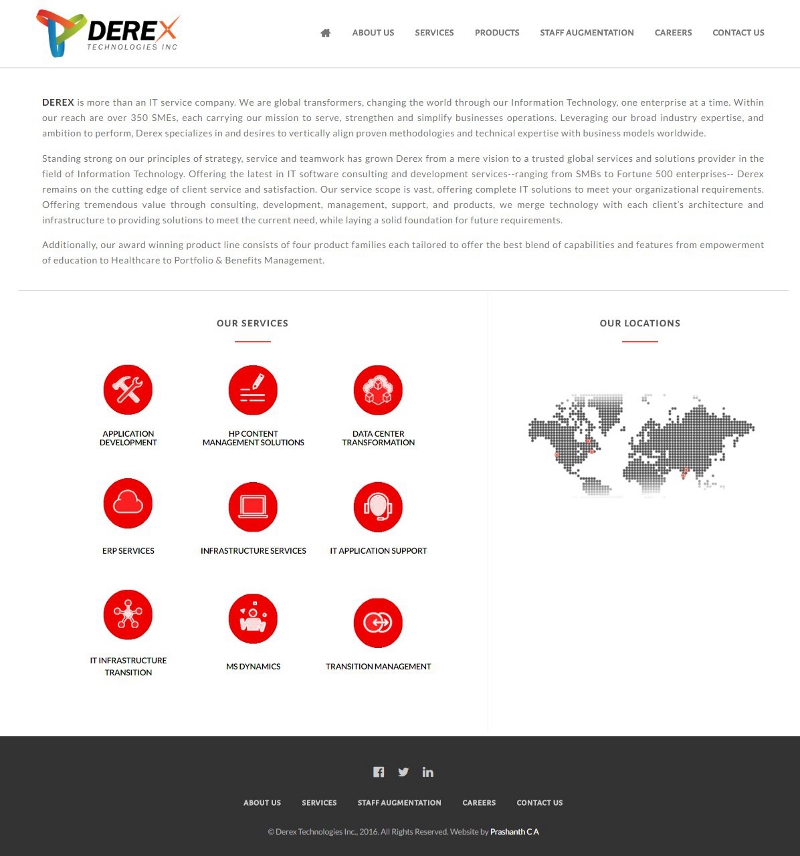 DEREX
TECHNOLOGIES INC
ABOUT US SERVICES PRODUCTS STAFF AUGMENTATION CAREERS CONTACT US
DEREX is more than an IT service company. We are global transformers, changing the world through our Information Technology, one enterprise at a time. Within
our reach are over 350 SMEs, each carrying our mission to serve, strengthen and simplify businesses operations. Leveraging our broad industry expertise, and
ambition to perform, Derex specializes in and desires to vertically align proven methodologies and technical expertise with business models worldwide.
Standing strong on our principles of strategy, service and teamwork has grown Derex from a mere vision to a trusted global services and solutions provider in the
field of Information Technology. Offering the latest in IT software consulting and development services--ranging from SMBs to Fortune 500 enterprises-- Derex
remains on the cutting edge of client service and satisfaction. Our service scope is vast, offering complete IT solutions to meet your organizational requirements.
Offering tremendous value through consulting, development, management, support, and products, we merge technology with each client's architecture and
infrastructure to providing solutions to meet the current need, while laying a solid foundation for future requirements.
Additionally, our award winning product line consists of four product families each tailored to offer the best blend of capabilities and features from empowerment
of education to Healthcare to Portfolio & Benefits Management.
OUR SERVICES
APPLICATION
DEVELOPMENT
HP CONTENT
MANAGEMENT SOLUTIONS
DATA CENTER
TRANSFORMATION
ERP SERVICES
INFRASTRUCTURE SERVICES
IT APPLICATION SUPPORT
IT INFRASTRUCTURE
TRANSITION
MS DYNAMICS
TRANSITION MANAGEMENT
OUR LOCATIONS
ABOUT US SERVICES STAFF AUGMENTATION CAREERS CONTACT US
© Derex Technologies Inc., 2016. All Rights Reserved. Website by Prashanth C A